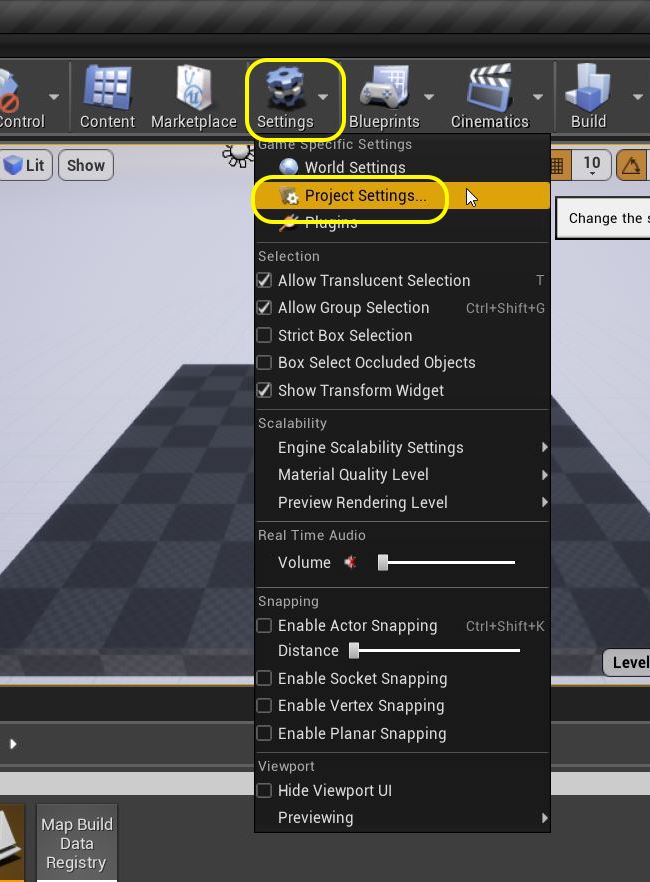 Control
Content
Marketplace
Settings
Blueprints
Cinematics
Build
Lit
Show
10
Game Specific Settings
World Settings
Project Settings...
Plugins
Change the s
Selection
Allow Translucent Selection T
Allow Group Selection Ctrl+Shift+G
Strict Box Selection
Box Select Occluded Objects
Show Transform Widget
Scalability
Engine Scalability Settings
Material Quality Level
Preview Rendering Level
Real Time Audio
Volume
Snapping
Enable Actor Snapping Ctrl+Shift+K
Distance
Level
Enable Socket Snapping
Enable Vertex Snapping
Enable Planar Snapping
Viewport
Hide Viewport UI
Previewing
Map Build
Data
Registry